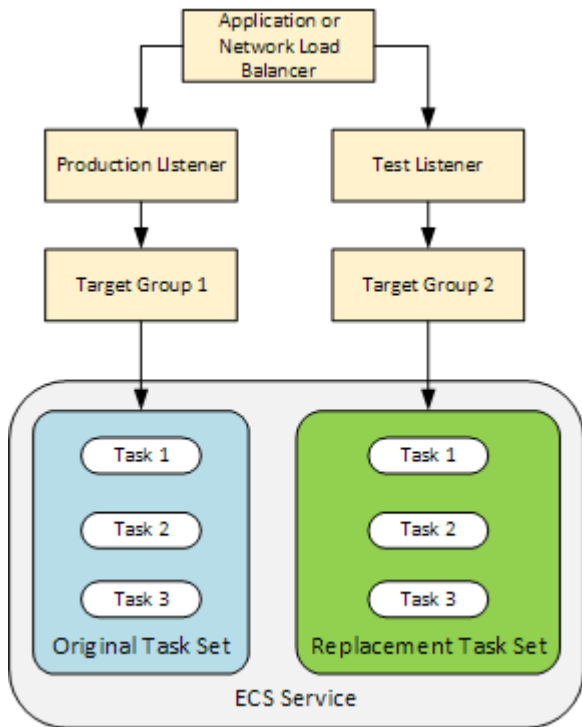 Application or
Network Load
Balancer
Production LIstener
Test Listener
Target Group 1
Target Group 2
Task 1
Task 2
Task 3
Original Task Set
Task 1
Task 2
Task 3
Replacement Task Set
ECS Service